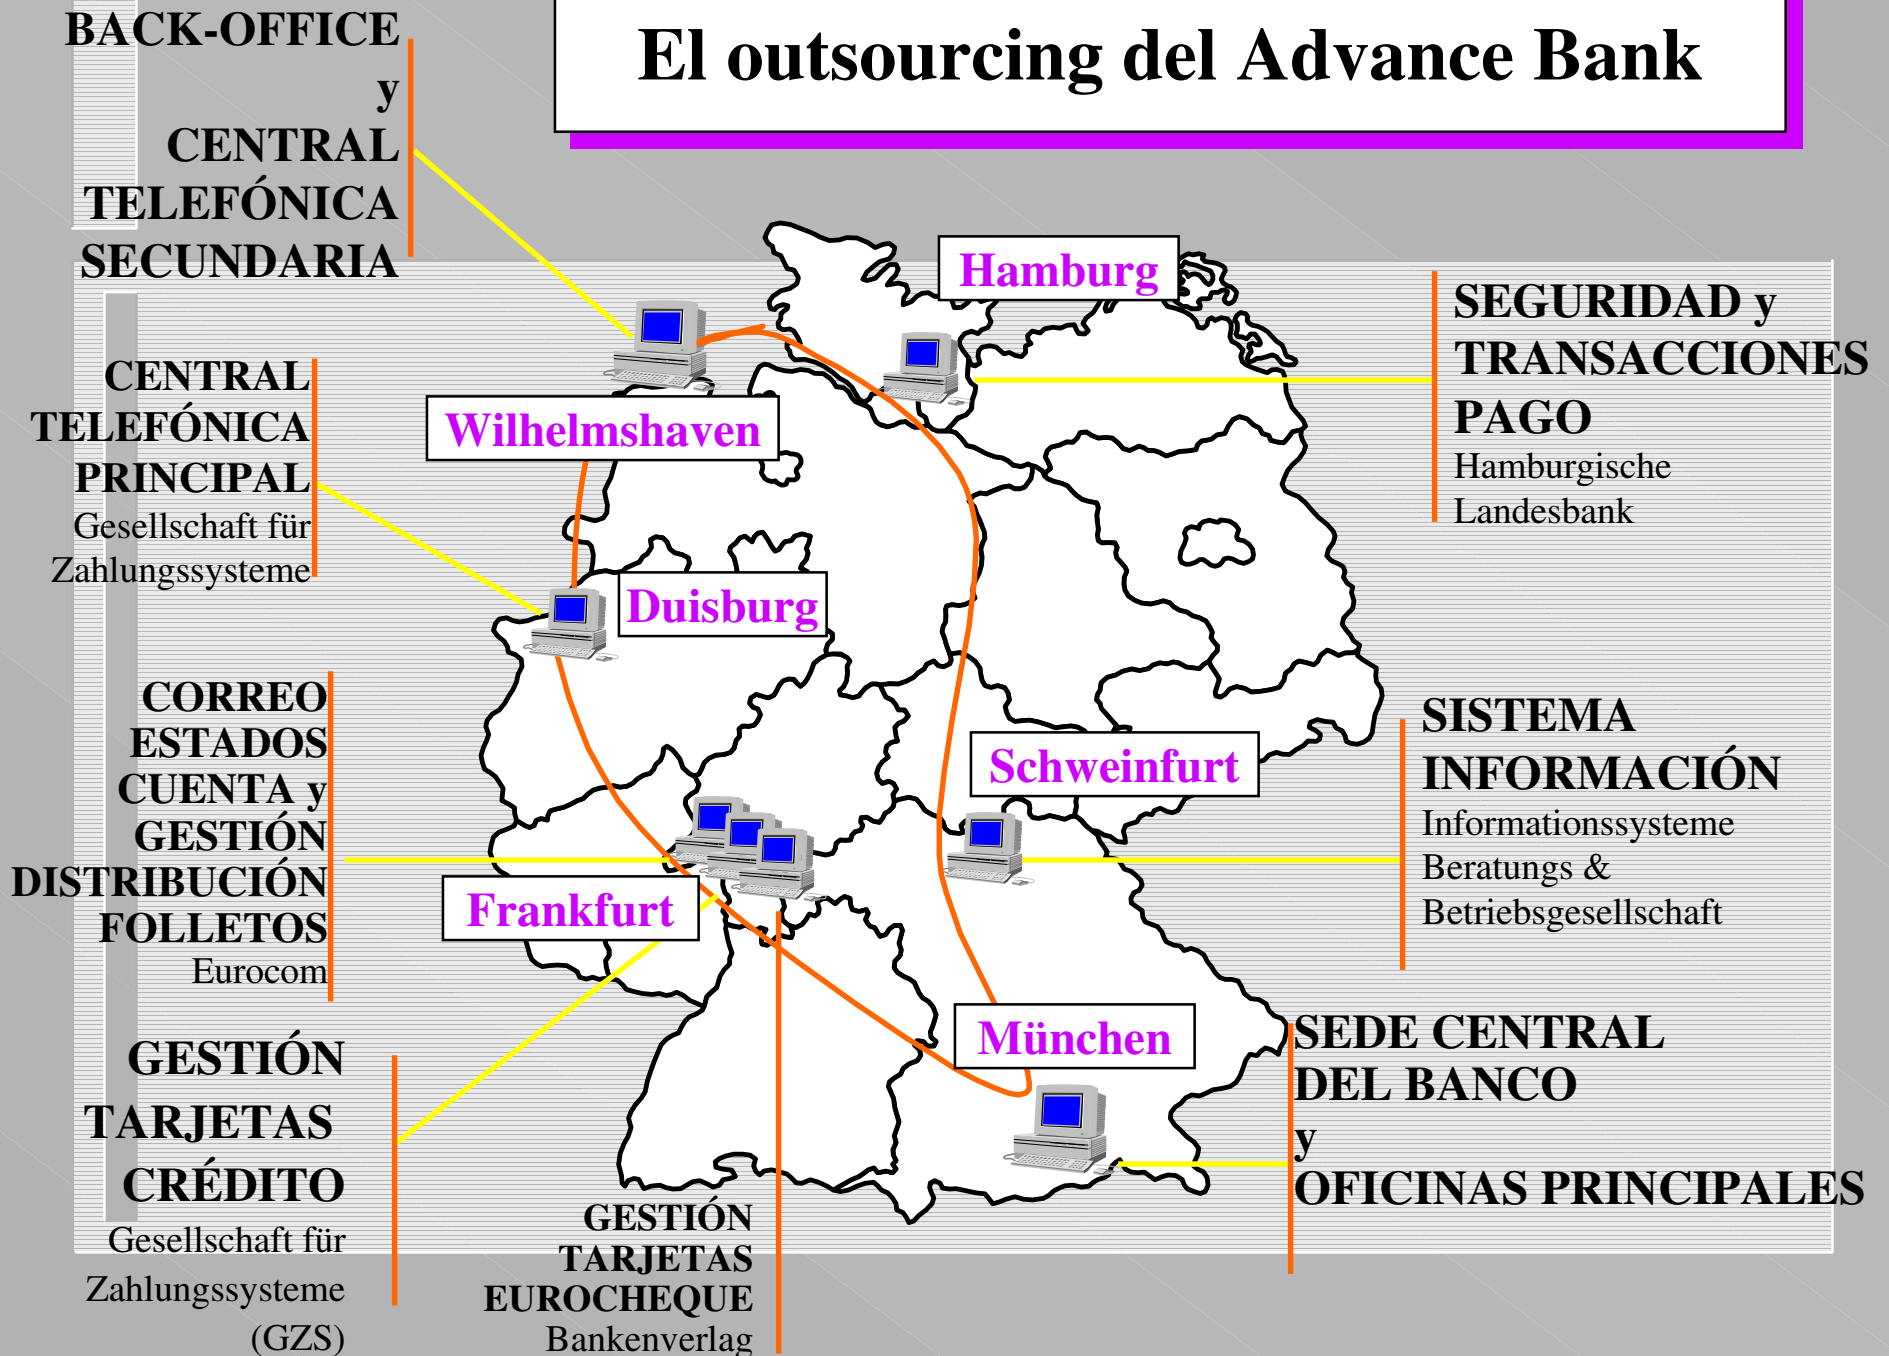 El outsourcing del Advance Bank
BACK-OFFICE
y
CENTRAL
TELEFÓNICA
SECUNDARIA
CENTRAL
TELEFÓNICA
PRINCIPAL
Gesellschaft für
Zahlungssysteme
CORREO
ESTADOS
CUENTA y
GESTIÓN
DISTRIBUCIÓN
FOLLETOS
Eurocom
GESTIÓN
TARJETAS
CRÉDITO
Gesellschaft für
Zahlungssysteme
(GZS)
GESTIÓN
TARJETAS
EUROCHEQUE
Bankenverlag
Hamburg
Wilhelmshaven
Duisburg
Schweinfurt
Frankfurt
München
SEGURIDAD y
TRANSACCIONES
PAGO
Hamburgische
Landesbank
SISTEMA
INFORMACIÓN
Informationssysteme
Beratungs &
Betriebsgesellschaft
SEDE CENTRAL
DEL BANCO
y
OFICINAS PRINCIPALES